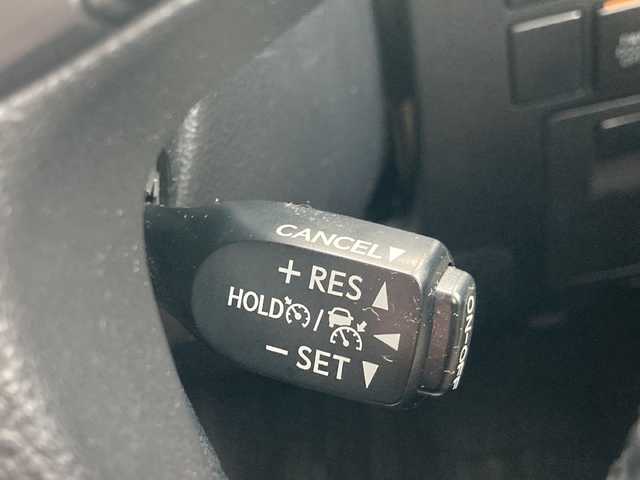 CANCEL▼
+ RES ▲
HOLD /
- SET ▼
ON-OFF